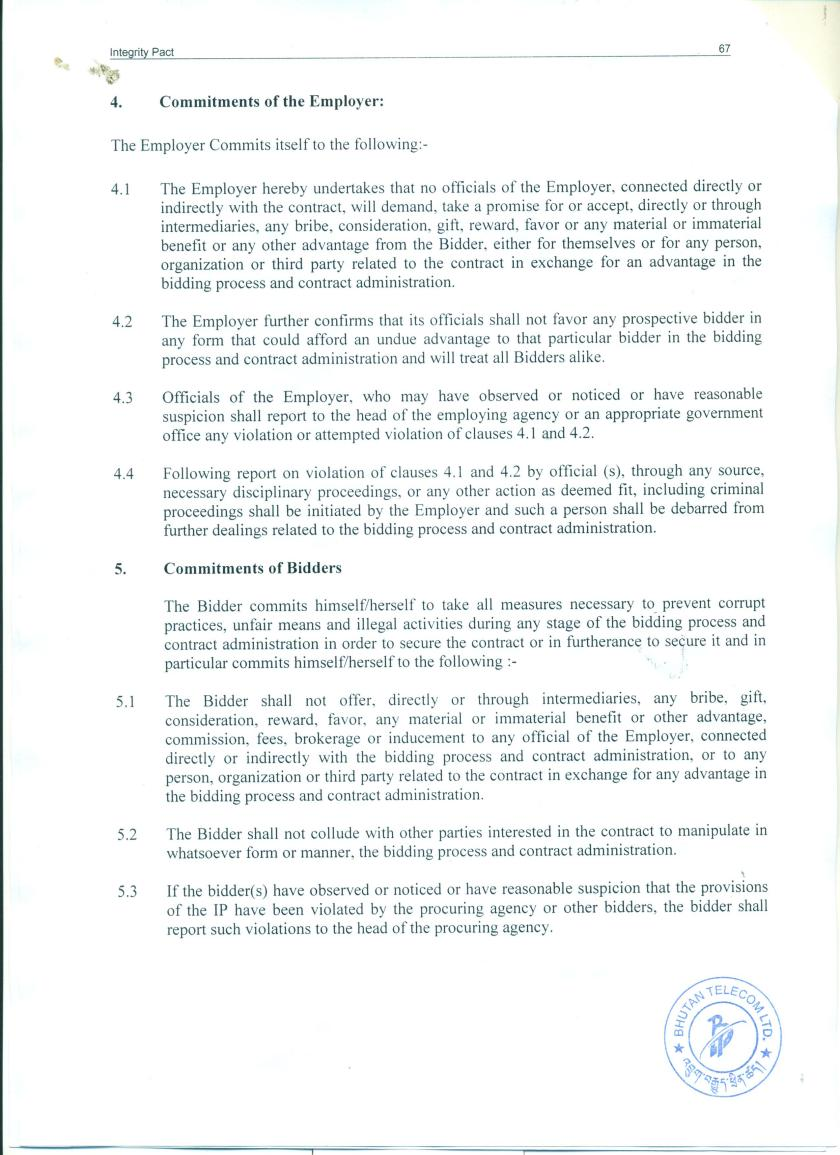 Integrity Pact 67
4. Commitments of the Employer:
The Employer Commits itself to the following:-
4.1 The Employer hereby undertakes that no officials of the Employer, connected directly or
indirectly with the contract, will demand, take a promise for or accept, directly or through
intermediaries, any bribe, consideration, gift, reward, favor or any material or immaterial
benefit or any other advantage from the Bidder, either for themselves or for any person,
organization or third party related to the contract in exchange for an advantage in the
bidding process and contract administration.
4.2 The Employer further confirms that its officials shall not favor any prospective bidder in
any form that could afford an undue advantage to that particular bidder in the bidding
process and contract administration and will treat all Bidders alike.
4.3 Officials of the Employer, who may have observed or noticed or have reasonable
suspicion shall report to the head of the employing agency or an appropriate government
office any violation or attempted violation of clauses 4.1 and 4.2.
4.4 Following report on violation of clauses 4.1 and 4.2 by official (s), through any source,
necessary disciplinary proceedings, or any other action as deemed fit, including criminal
proceedings shall be initiated by the Employer and such a person shall be debarred from
further dealings related to the bidding process and contract administration.
5. Commitments of Bidders
The Bidder commits himself/herself to take all measures necessary to prevent corrupt
practices, unfair means and illegal activities during any stage of the bidding process and
contract administration in order to secure the contract or in furtherance to secure it and in
particular commits himself/herself to the following :-
5.1 The Bidder shall not offer, directly or through intermediaries, any bribe, gift,
consideration, reward, favor, any material or immaterial benefit or other advantage,
commission, fees, brokerage or inducement to any official of the Employer, connected
directly or indirectly with the bidding process and contract administration, or to any
person, organization or third party related to the contract in exchange for any advantage in
the bidding process and contract administration.
5.2 The Bidder shall not collude with other parties interested in the contract to manipulate in
whatsoever form or manner, the bidding process and contract administration.
5.3 If the bidder(s) have observed or noticed or have reasonable suspicion that the provisions
of the IP have been violated by the procuring agency or other bidders, the bidder shall
report such violations to the head of the procuring agency.
BHUTAN TELECOM LTD.